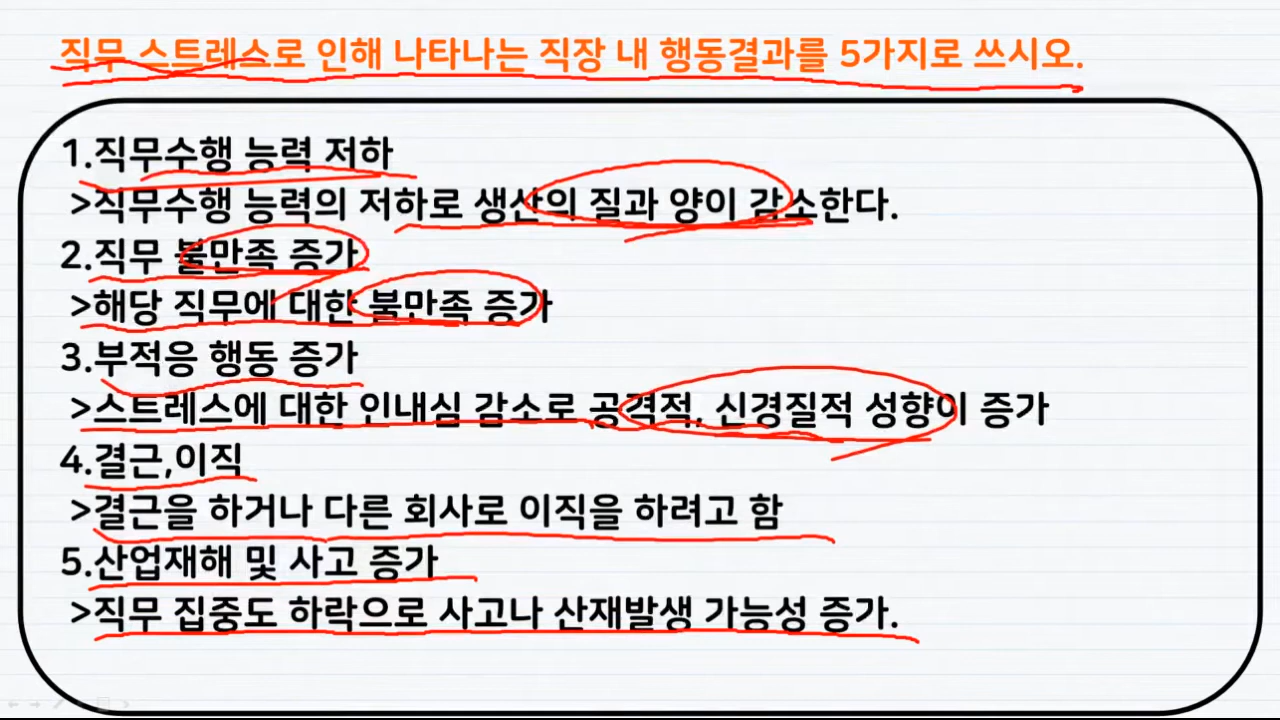 직무 스트레스로 인해 나타나는 직장 내 행동결과를 5가지로 쓰시오.
1.직무수행 능력 저하
>직무수행 능력의 저하로 생산의 질과 양이 감소한다.
2.직무 불만족 증가
>해당 직무에 대한 불만족 증가
3.부적응 행동 증가
>스트레스에 대한 인내심 감소로 공격적, 신경질적 성향이 증가
4.결근,이직
>결근을 하거나 다른 회사로 이직을 하려고 함
5.산업재해 및 사고 증가
>직무 집중도 하락으로 사고나 산재발생 가능성 증가.